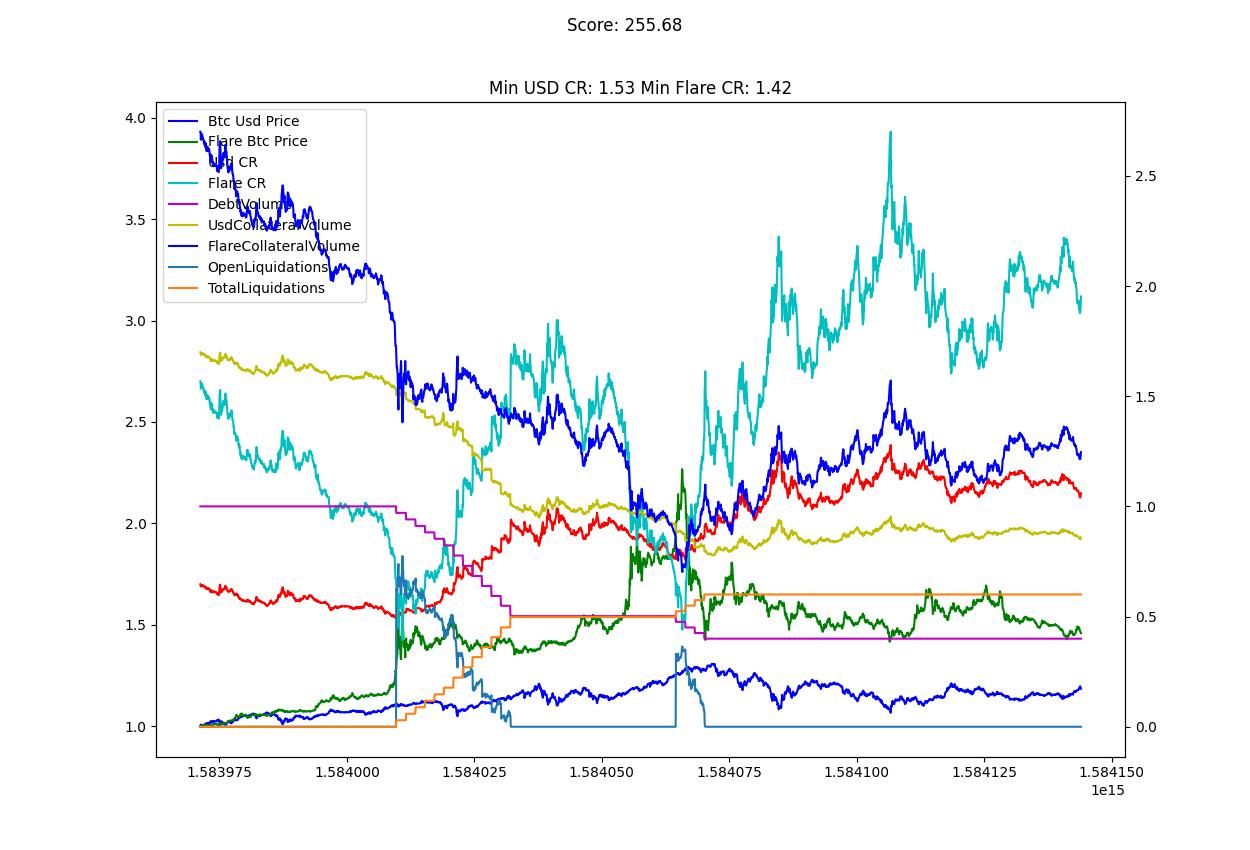 Score: 255.68
Min USD CR: 1.53 Min Flare CR: 1.42
Btc Usd Price
Flare Btc Price
Usd CR
Flare CR
DebtVolume
UsdCollateralVolume
FlareCollateralVolume
OpenLiquidations
TotalLiquidations
4.0
3.5
3.0
2.5
2.0
1.5
1.0
2.5
2.0
1.5
1.0
0.5
0.0
1.583975
1.584000
1.584025
1.584050
1.584075
1.584100
1.584125
1.584150
1e15